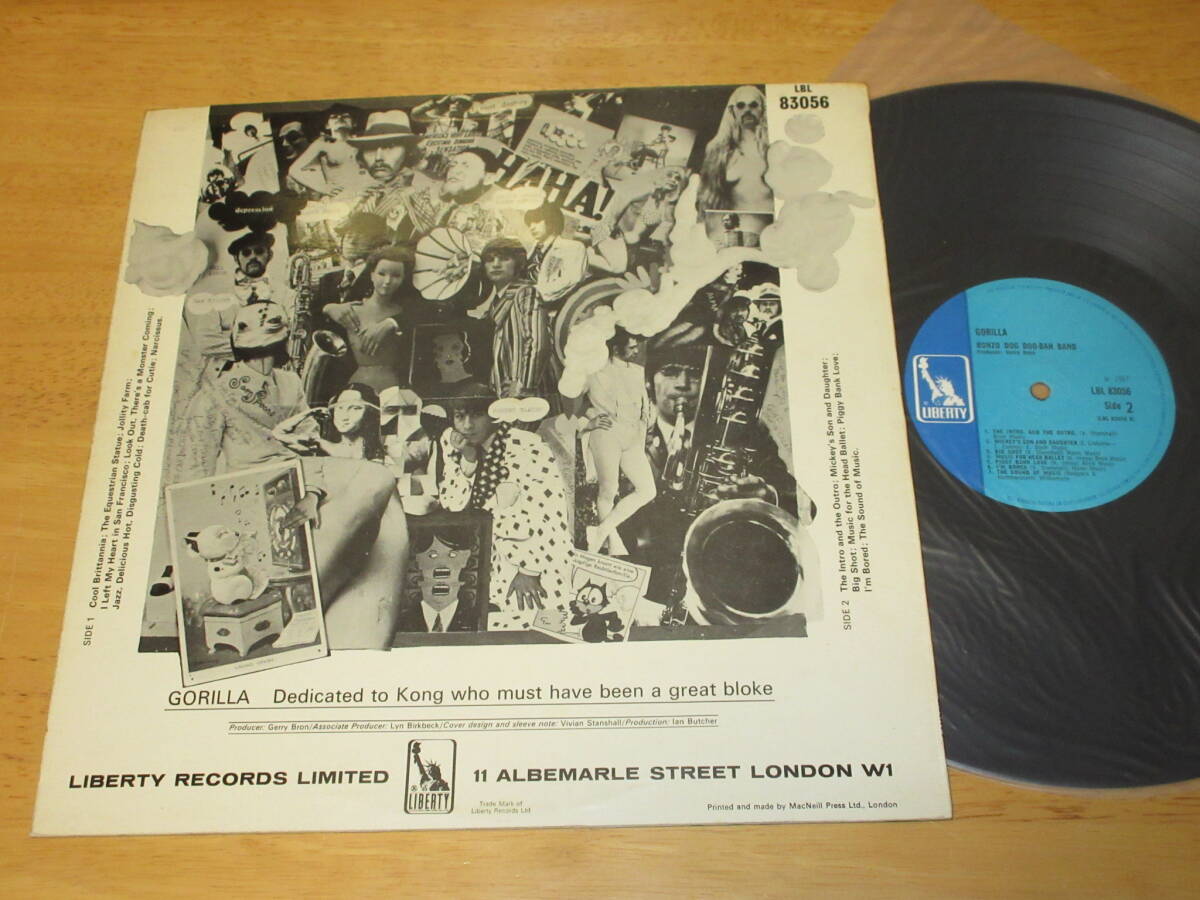 LBL
83056
HAHA!
depression
SIDE 1 Cool Brittannia; The Equestrian Statue; Jollity Farm;
I Left My Heart in San Francisco; Look Out, There's a Monster Coming;
Jazz, Delicious Hot, Disgusting Cold; Death-cab for Cutie; Narcissus.
SIDE 2 The Intro and the Outro; Mickey's Son and Daughter;
Big Shot; Music for the Head Ballet; Piggy Bank Love;
I'm Bored; The Sound of Music.
GORILLA Dedicated to Kong who must have been a great bloke
Producer: Gerry Bron/Associate Producer: Lyn Birkbeck/Cover design and sleeve note: Vivian Stanshall/Production: Ian Butcher
LIBERTY RECORDS LIMITED
LIBERTY
11 ALBEMARLE STREET LONDON W1
Trade Mark of
Liberty Records Ltd
Printed and made by MacNeill Press Ltd., London
GORILLA
BONZO DOG DOO-DAH BAND
Producer: Gerry Bron
LIBERTY
LBL 83056
Side 2
1. THE INTRO. AND THE OUTRO.
2. MICKEY'S SON AND DAUGHTER
3. BIG SHOT
4. MUSIC FOR HEAD BALLET
5. PIGGY BANK LOVE
6. I'M BORED
7. THE SOUND OF MUSIC